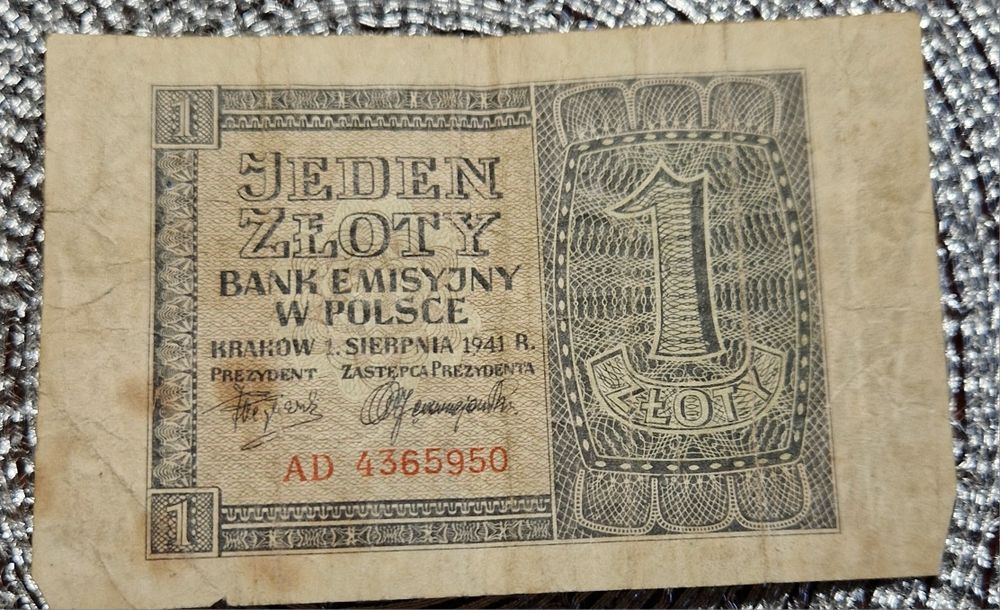 1
JEDEN
ZŁOTY
BANK EMISYJNY
W POLSCE
KRAKÓW 1. SIERPNIA 1941 R.
PREZYDENT ZASTĘPCA PREZYDENTA
AD 4365950
1
1
ZŁOTY